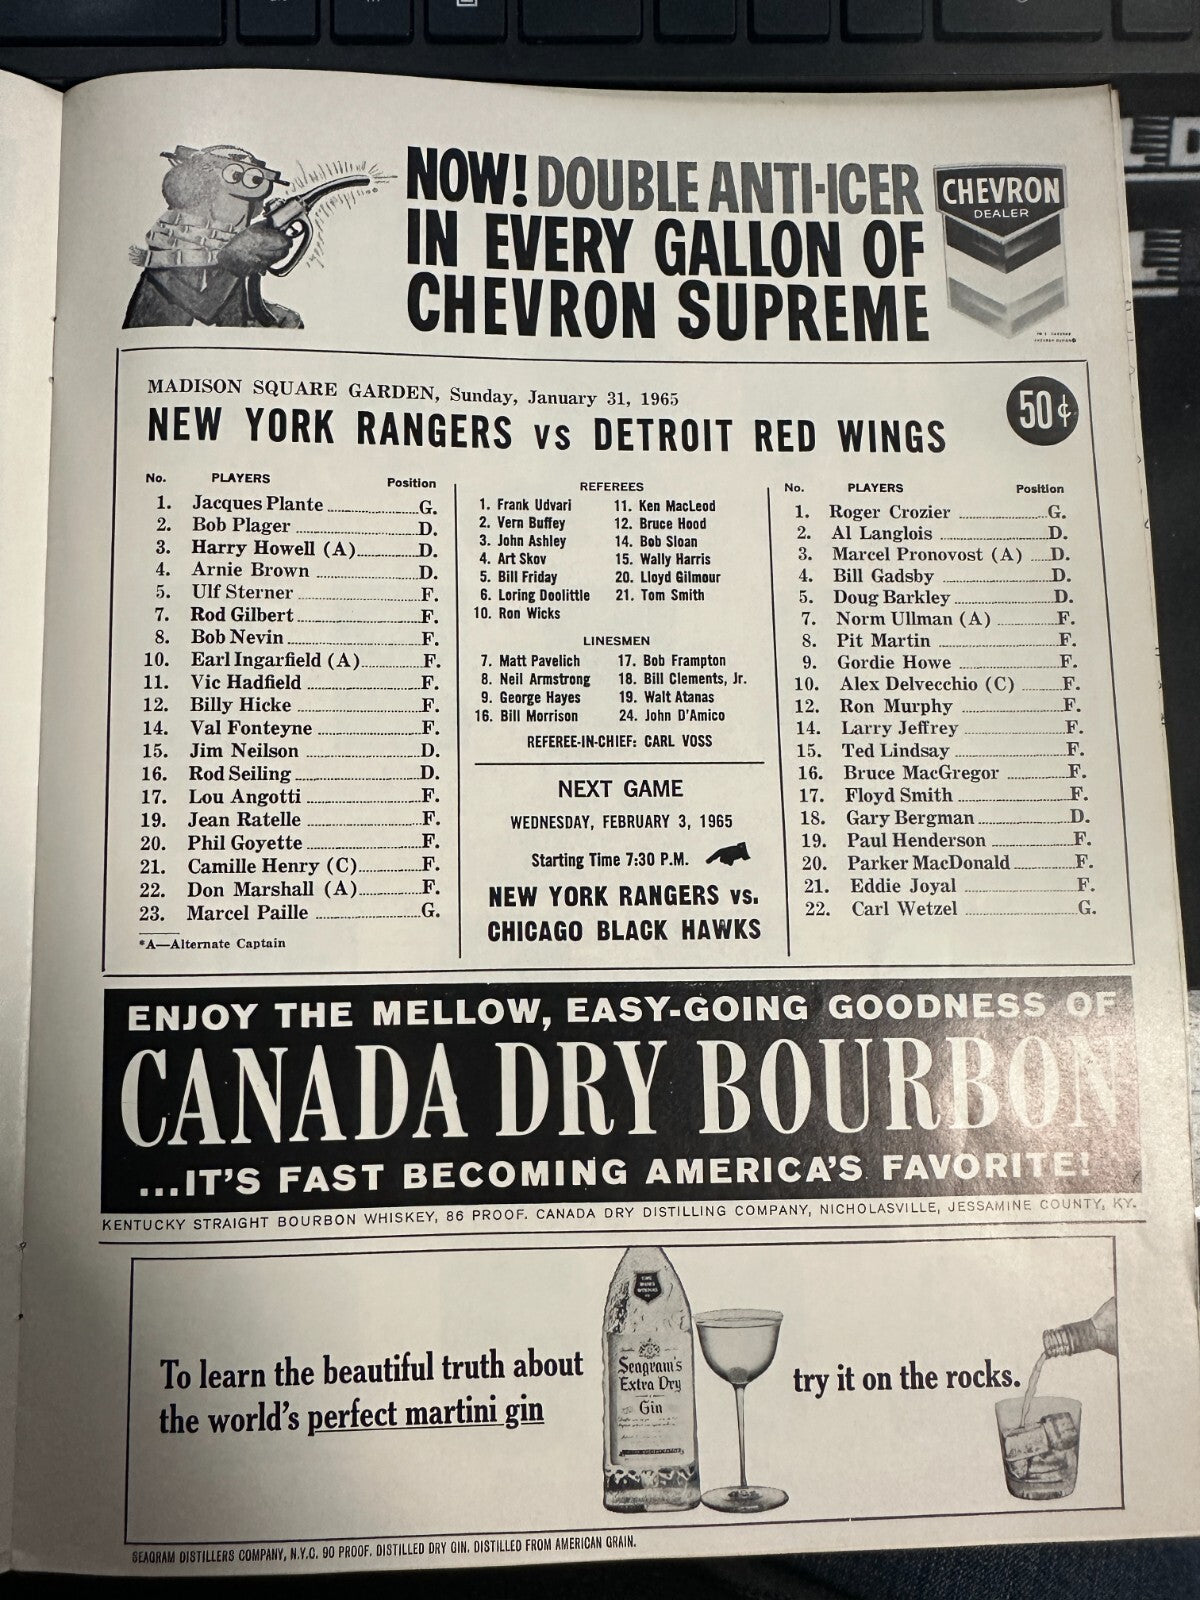 NOW! DOUBLE ANTI-ICER
IN EVERY GALLON OF
CHEVRON SUPREME
CHEVRON
DEALER
MADISON SQUARE GARDEN, Sunday, January 31, 1965
50¢
NEW YORK RANGERS vs DETROIT RED WINGS
No. PLAYERS Position
1. Jacques Plante G.
2. Bob Plager D.
3. Harry Howell (A) D.
4. Arnie Brown D.
5. Ulf Sterner F.
7. Rod Gilbert F.
8. Bob Nevin F.
10. Earl Ingarfield (A) F.
11. Vic Hadfield F.
12. Billy Hicke F.
14. Val Fonteyne F.
15. Jim Neilson D.
16. Rod Seiling D.
17. Lou Angotti F.
19. Jean Ratelle F.
20. Phil Goyette F.
21. Camille Henry (C) F.
22. Don Marshall (A) F.
23. Marcel Paille G.
*A—Alternate Captain
REFEREES
1. Frank Udvari 11. Ken MacLeod
2. Vern Buffey 12. Bruce Hood
3. John Ashley 14. Bob Sloan
4. Art Skov 15. Wally Harris
5. Bill Friday 20. Lloyd Gilmour
6. Loring Doolittle 21. Tom Smith
10. Ron Wicks
LINESMEN
7. Matt Pavelich 17. Bob Frampton
8. Neil Armstrong 18. Bill Clements, Jr.
9. George Hayes 19. Walt Atanas
16. Bill Morrison 24. John D'Amico
REFEREE-IN-CHIEF: CARL VOSS
NEXT GAME
WEDNESDAY, FEBRUARY 3, 1965
Starting Time 7:30 P.M.
NEW YORK RANGERS vs.
CHICAGO BLACK HAWKS
No. PLAYERS Position
1. Roger Crozier G.
2. Al Langlois D.
3. Marcel Pronovost (A) D.
4. Bill Gadsby D.
5. Doug Barkley D.
7. Norm Ullman (A) F.
8. Pit Martin F.
9. Gordie Howe F.
10. Alex Delvecchio (C) F.
12. Ron Murphy F.
14. Larry Jeffrey F.
15. Ted Lindsay F.
16. Bruce MacGregor F.
17. Floyd Smith F.
18. Gary Bergman D.
19. Paul Henderson F.
20. Parker MacDonald F.
21. Eddie Joyal F.
22. Carl Wetzel G.
ENJOY THE MELLOW, EASY-GOING GOODNESS OF
CANADA DRY BOURBON
...IT'S FAST BECOMING AMERICA'S FAVORITE!
KENTUCKY STRAIGHT BOURBON WHISKEY, 86 PROOF. CANADA DRY DISTILLING COMPANY, NICHOLASVILLE, JESSAMINE COUNTY, KY.
To learn the beautiful truth about
the world's perfect martini gin
Seagram's
Extra Dry
Gin
try it on the rocks.
SEAGRAM DISTILLERS COMPANY, N.Y.C. 90 PROOF. DISTILLED DRY GIN. DISTILLED FROM AMERICAN GRAIN.